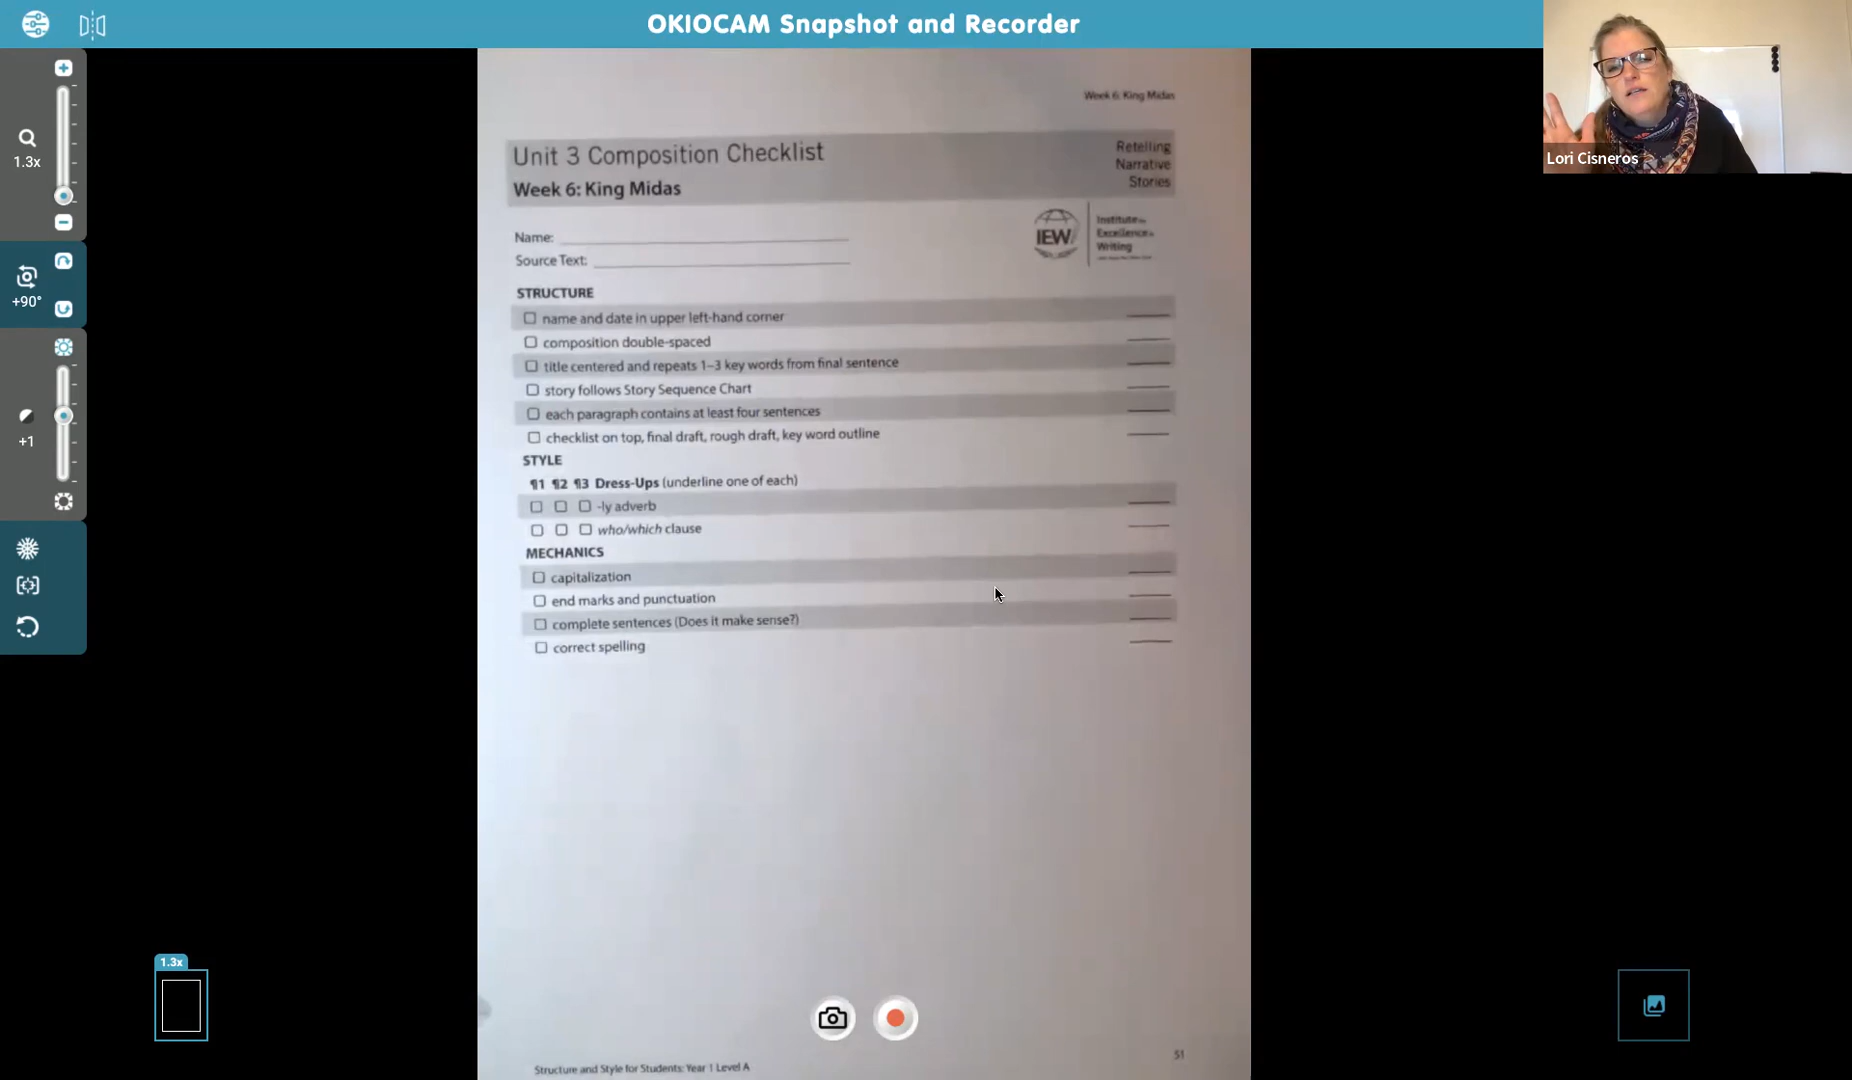 OKIOCAM Snapshot and Recorder
Lori Cisneros
1.3x
+90°
+1
Week 6: King Midas
Unit 3 Composition Checklist
Week 6: King Midas
Retelling
Narrative
Stories
Name:
Source Text:
IEW
Institute for
Excellence in
Writing
STRUCTURE
name and date in upper left-hand corner
composition double-spaced
title centered and repeats 1–3 key words from final sentence
story follows Story Sequence Chart
each paragraph contains at least four sentences
checklist on top, final draft, rough draft, key word outline
STYLE
¶1 ¶2 ¶3 Dress-Ups (underline one of each)
-ly adverb
who/which clause
MECHANICS
capitalization
end marks and punctuation
complete sentences (Does it make sense?)
correct spelling
1.3x
Structure and Style for Students: Year 1 Level A
51